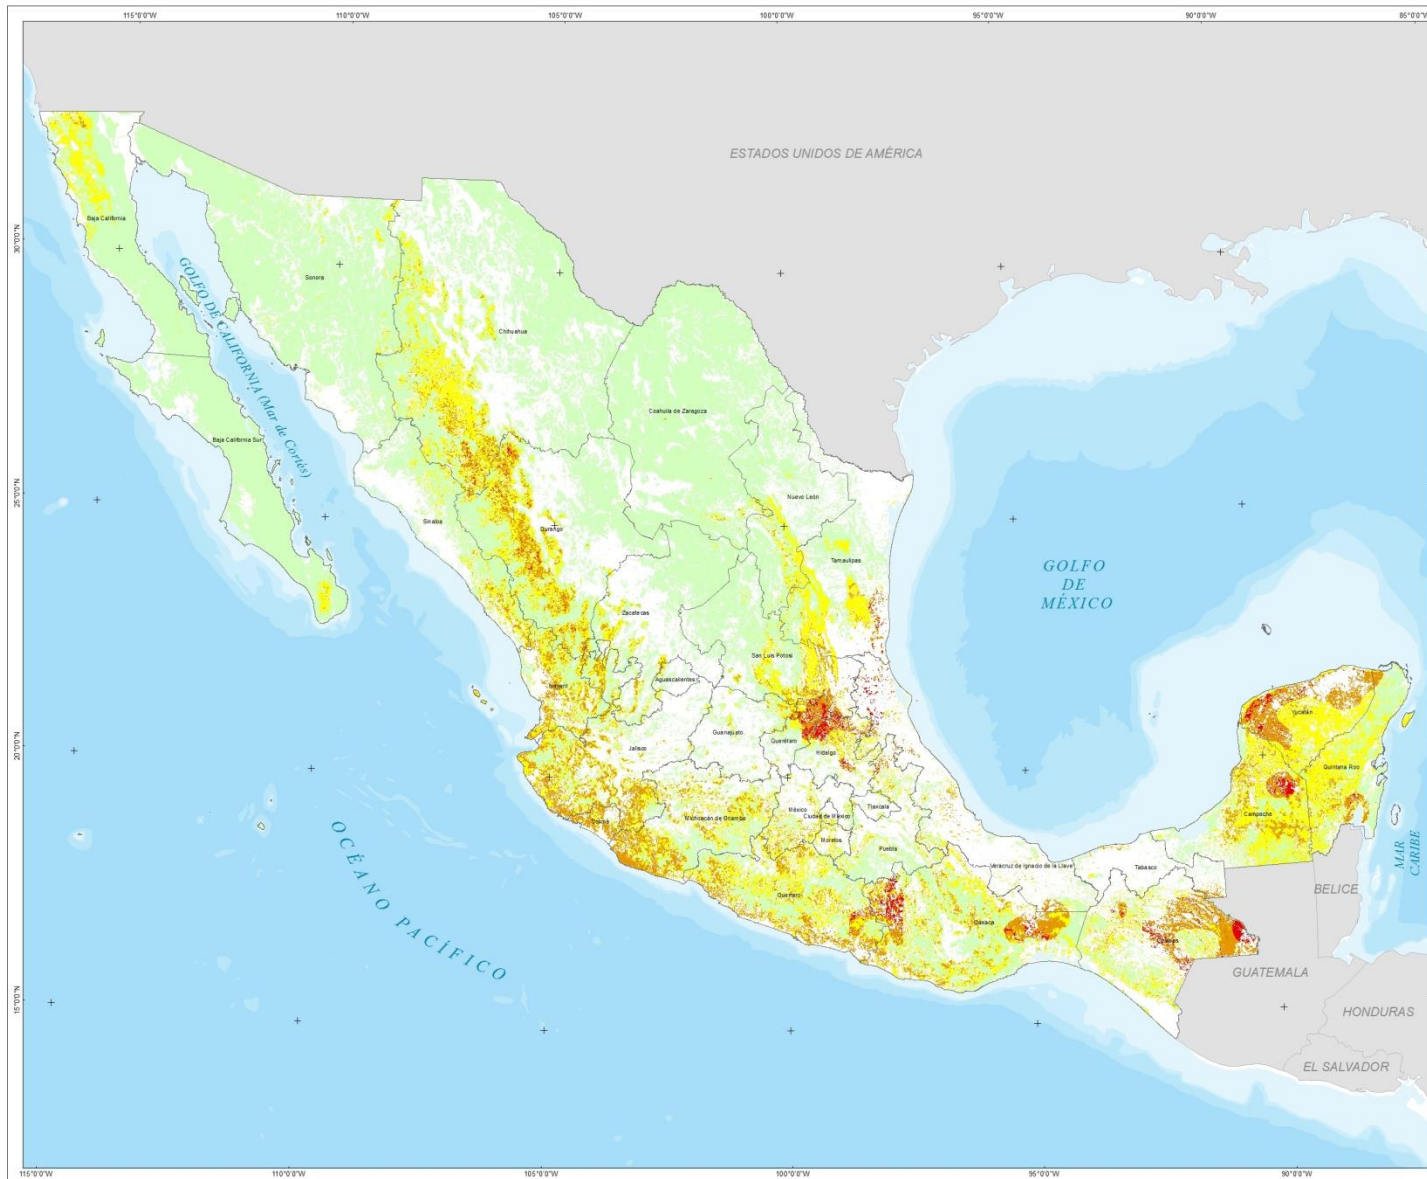 115°0'0"W 110°0'0"W 105°0'0"W 100°0'0"W 95°0'0"W 90°0'0"W 85°0'0"W
ESTADOS UNIDOS DE AMÉRICA
30°0'0"N
Baja California
Sonora
GOLFO DE CALIFORNIA (Mar de Cortés)
Chihuahua
Coahuila de Zaragoza
Baja California Sur
25°0'0"N
Nuevo León
Sinaloa
Durango
Tamaulipas
GOLFO
DE
MÉXICO
Zacatecas
San Luis Potosí
Aguascalientes
Nayarit
Yucatán
Guanajuato
Querétaro
20°0'0"N
Jalisco
Hidalgo
Quintana Roo
México
Tlaxcala
Ciudad de México
Michoacán de Ocampo
Colima
Campeche
Morelos
Puebla
MAR
CARIBE
Veracruz de Ignacio de la Llave
Tabasco
BELICE
Guerrero
Oaxaca
Chiapas
OCÉANO PACÍFICO
GUATEMALA
15°0'0"N
HONDURAS
EL SALVADOR
115°0'0"W 110°0'0"W 105°0'0"W 100°0'0"W 95°0'0"W 90°0'0"W